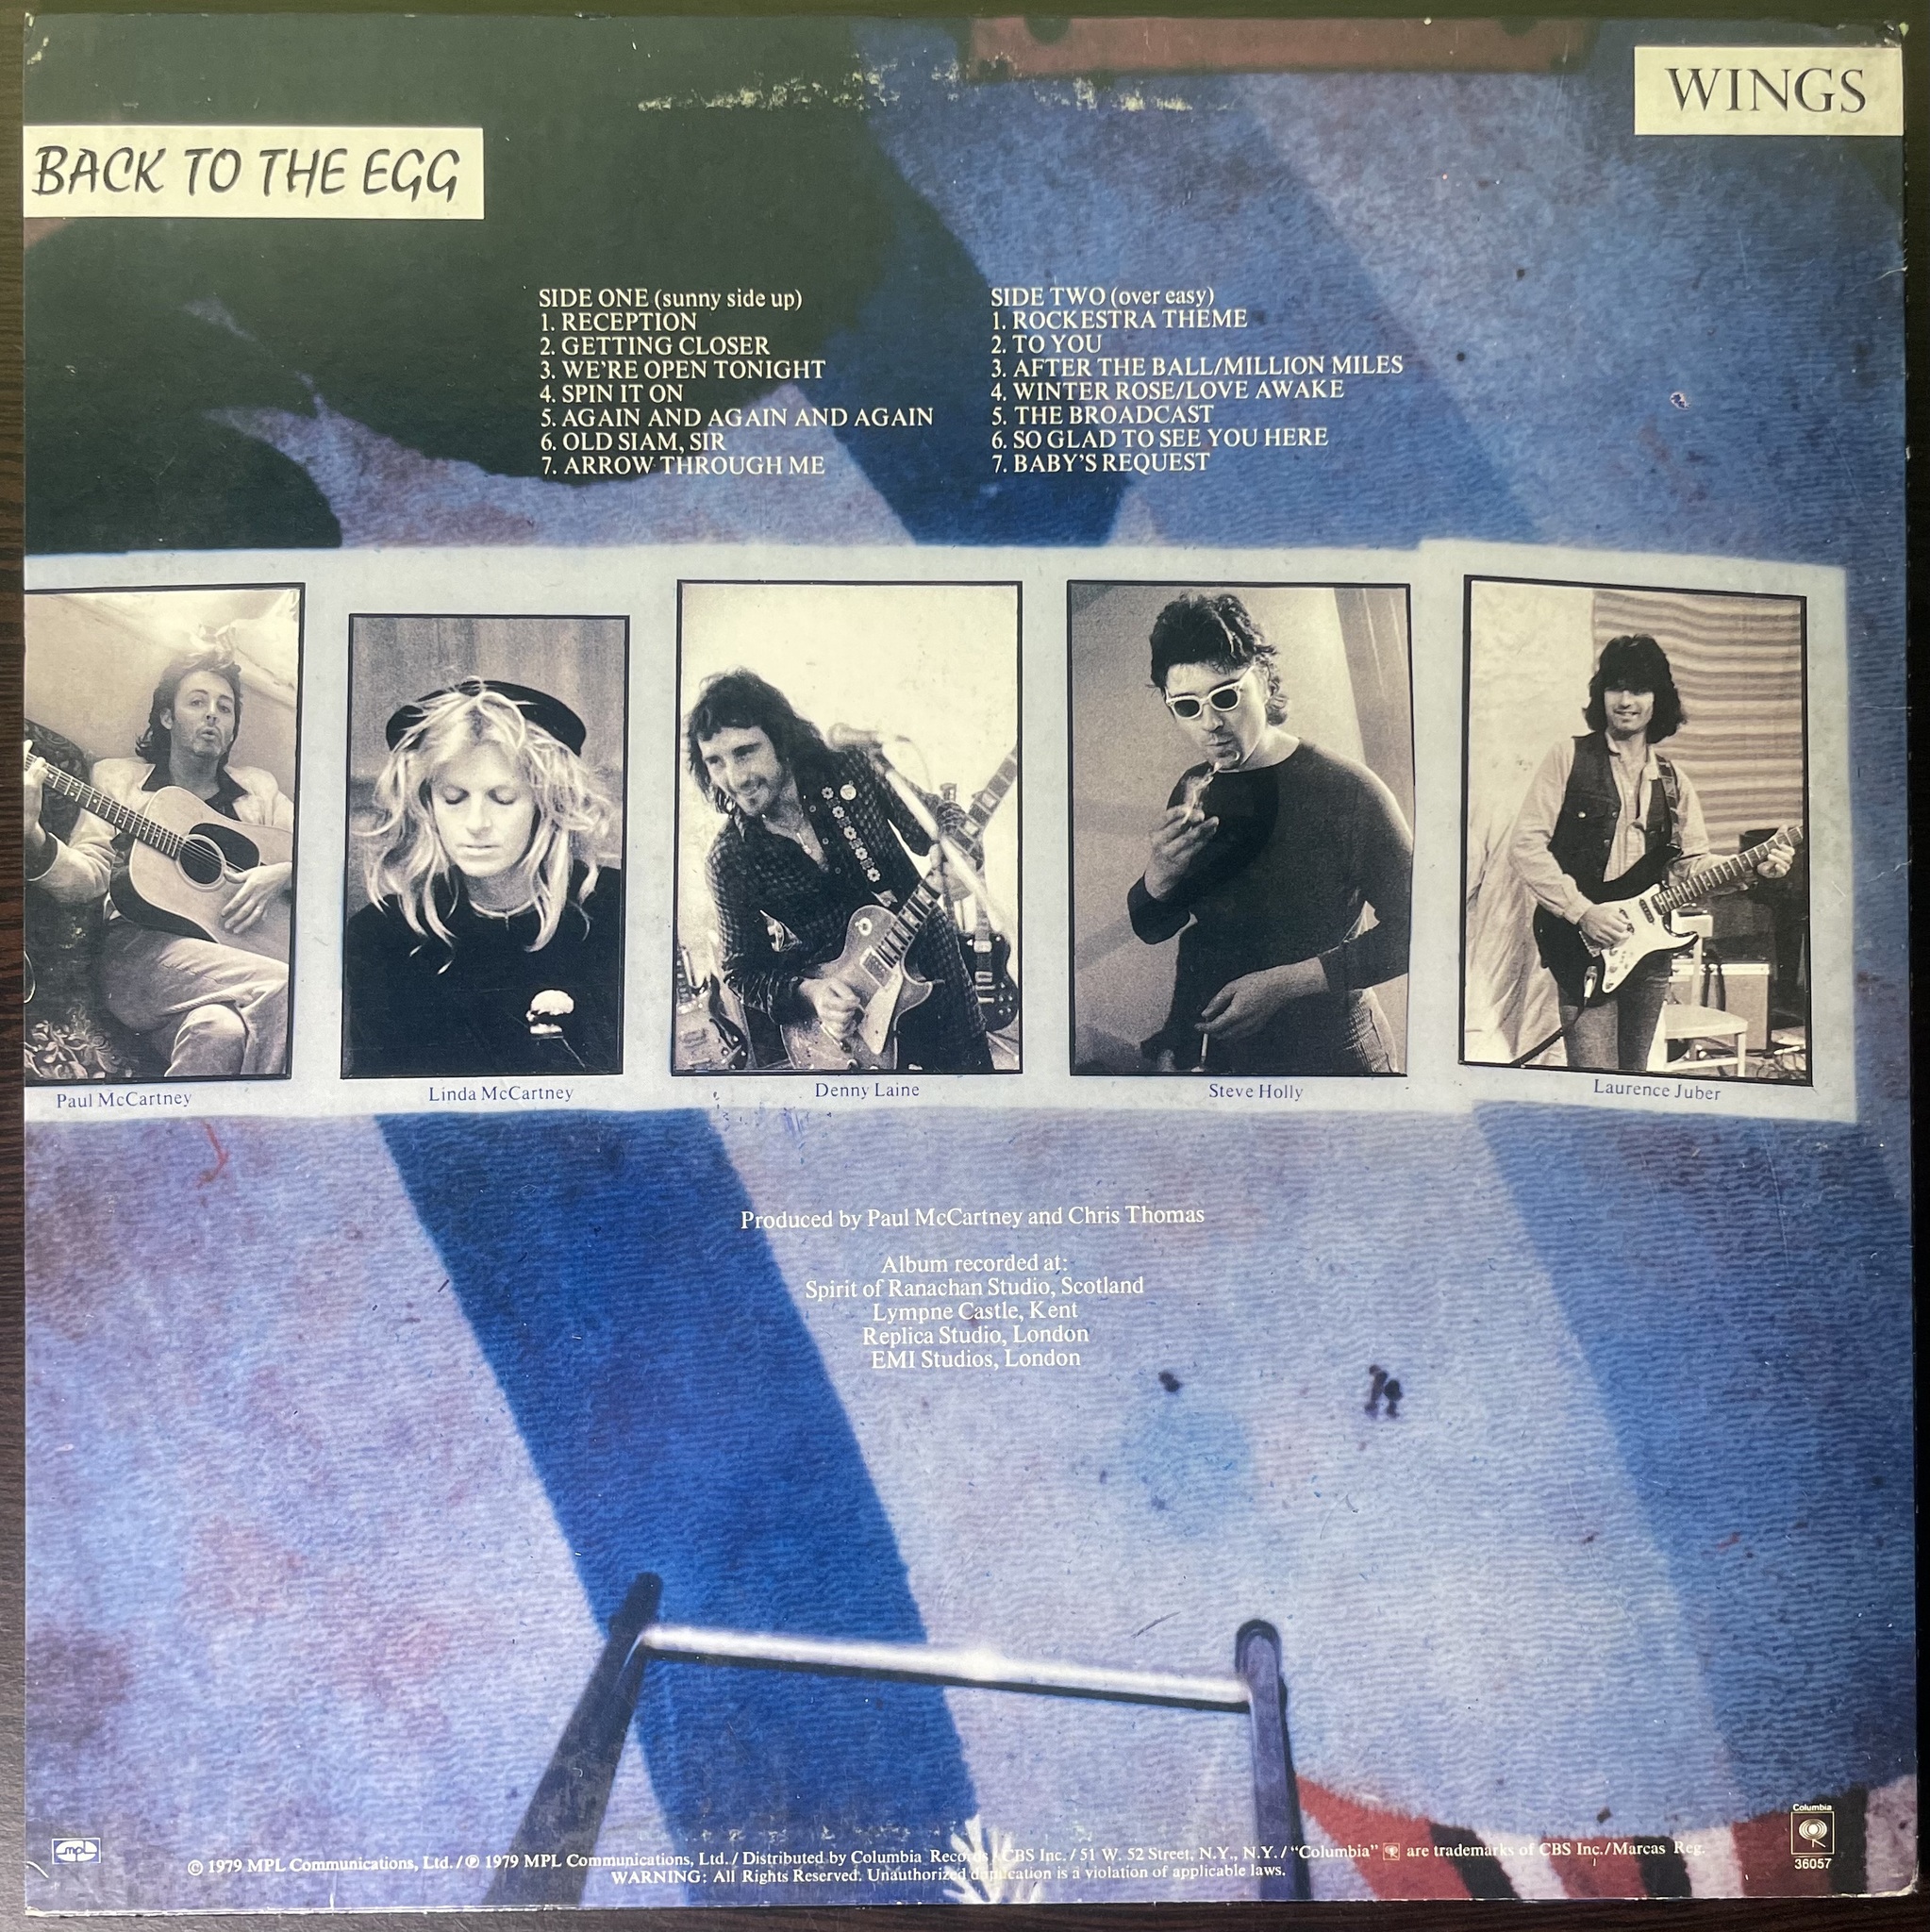 WINGS
BACK TO THE EGG
SIDE ONE (sunny side up)
1. RECEPTION
2. GETTING CLOSER
3. WE'RE OPEN TONIGHT
4. SPIN IT ON
5. AGAIN AND AGAIN AND AGAIN
6. OLD SIAM, SIR
7. ARROW THROUGH ME
SIDE TWO (over easy)
1. ROCKESTRA THEME
2. TO YOU
3. AFTER THE BALL/MILLION MILES
4. WINTER ROSE/LOVE AWAKE
5. THE BROADCAST
6. SO GLAD TO SEE YOU HERE
7. BABY'S REQUEST
Paul McCartney
Linda McCartney
Denny Laine
Steve Holly
Laurence Juber
Produced by Paul McCartney and Chris Thomas
Album recorded at:
Spirit of Ranachan Studio, Scotland
Lympne Castle, Kent
Replica Studio, London
EMI Studios, London
mpl
© 1979 MPL Communications, Ltd. / ℗ 1979 MPL Communications, Ltd. / Distributed by Columbia Records / CBS Inc. / 51 W. 52 Street, N.Y., N.Y. / "Columbia" are trademarks of CBS Inc./Marcas Reg.
WARNING: All Rights Reserved. Unauthorized duplication is a violation of applicable laws.
Columbia
36057